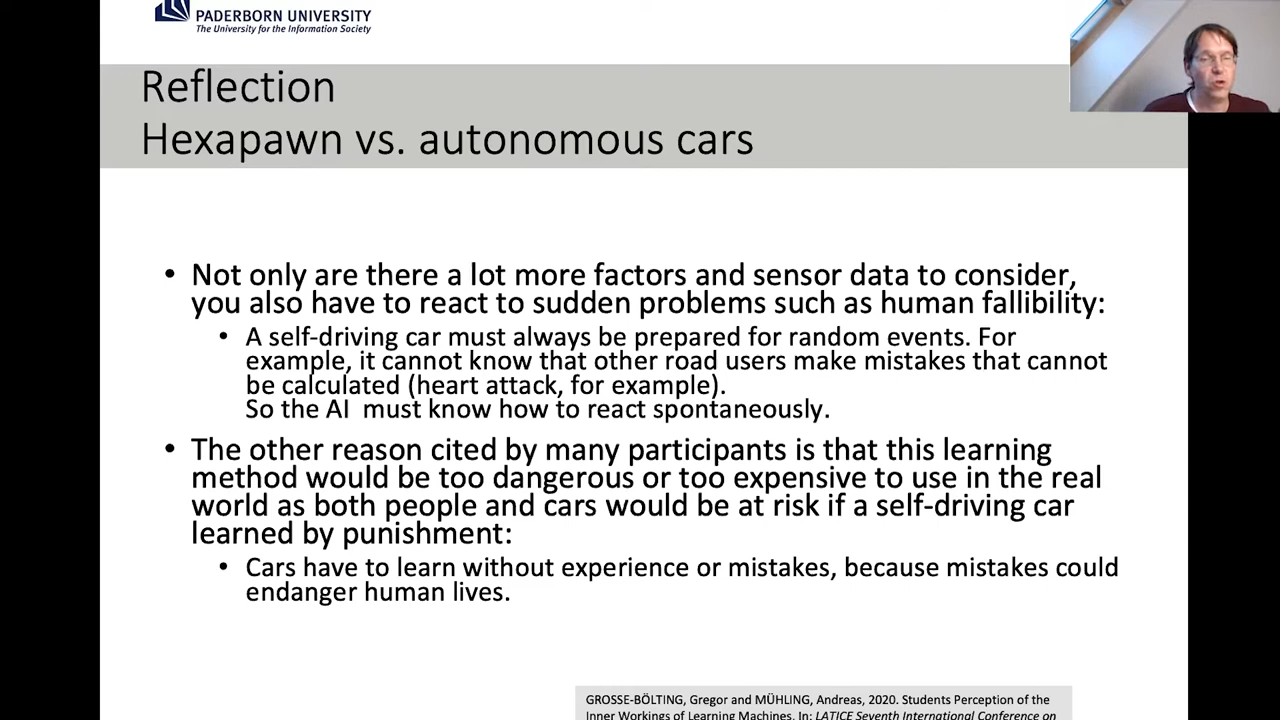 PADERBORN UNIVERSITY
The University for the Information Society
Reflection
Hexapawn vs. autonomous cars
• Not only are there a lot more factors and sensor data to consider,
you also have to react to sudden problems such as human fallibility:
• A self-driving car must always be prepared for random events. For
example, it cannot know that other road users make mistakes that cannot
be calculated (heart attack, for example).
So the AI must know how to react spontaneously.
• The other reason cited by many participants is that this learning
method would be too dangerous or too expensive to use in the real
world as both people and cars would be at risk if a self-driving car
learned by punishment:
• Cars have to learn without experience or mistakes, because mistakes could
endanger human lives.
GROSSE-BÖLTING, Gregor and MÜHLING, Andreas, 2020. Students Perception of the
Inner Workings of Learning Machines. In: LATICE Seventh International Conference on